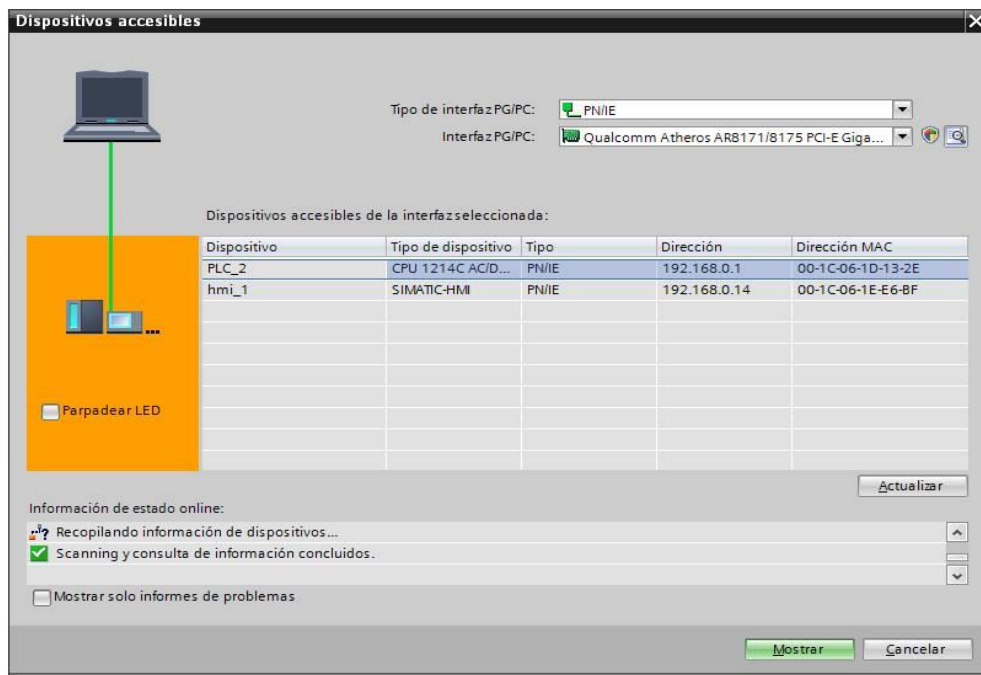 Dispositivos accesibles
Tipo de interfaz PG/PC: PN/IE
Interfaz PG/PC: Qualcomm Atheros AR8171/8175 PCI-E Giga...
Dispositivos accesibles de la interfaz seleccionada:
Dispositivo Tipo de dispositivo Tipo Dirección Dirección MAC
PLC_2 CPU 1214C AC/D... PN/IE 192.168.0.1 00-1C-06-1D-13-2E
hmi_1 SIMATIC-HMI PN/IE 192.168.0.14 00-1C-06-1E-E6-BF
Parpadear LED
Actualizar
Información de estado online:
Recopilando información de dispositivos...
Scanning y consulta de información concluidos.
Mostrar solo informes de problemas
Mostrar Cancelar